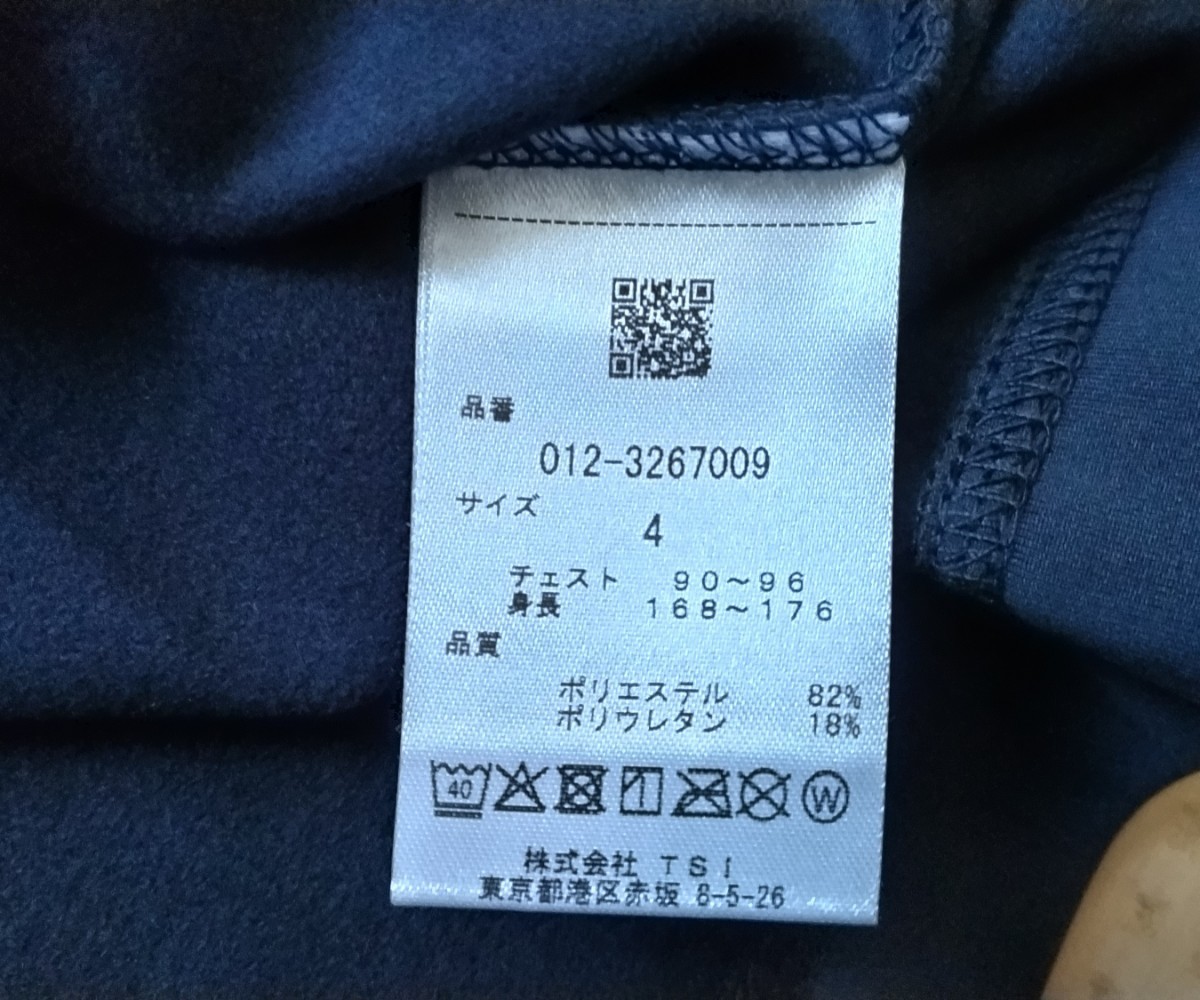 品番
012-3267009
サイズ
4
チェスト 90~96
身長 168~176
品質
ポリエステル 82%
ポリウレタン 18%
40 W
株式会社 TSI
東京都港区赤坂 8-5-26